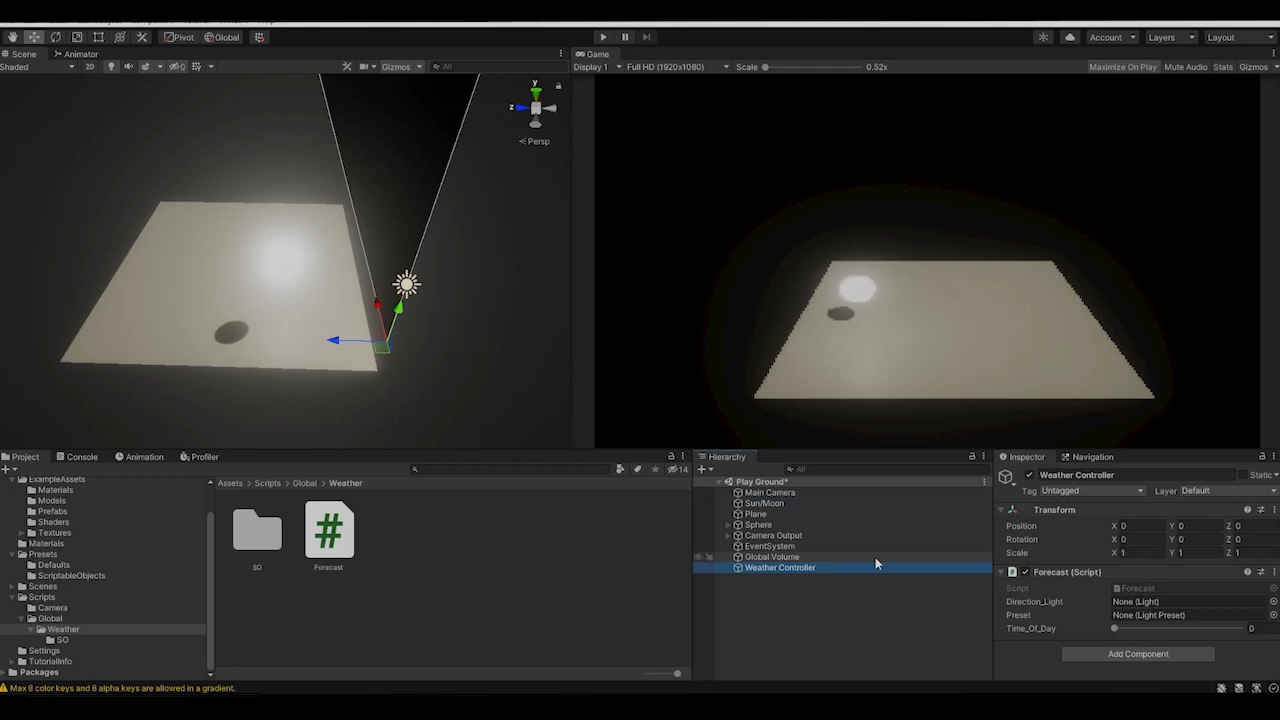 Pivot Global Account Layers Layout
Scene Animator
Game
Shaded 2D 0 Gizmos All
Display 1 Full HD (1920x1080) Scale 0.52x Maximize On Play Mute Audio Stats Gizmos
y
z
Persp
Project Console Animation Profiler
14
ExampleAssets
Materials
Models
Prefabs
Shaders
Textures
Materials
Presets
Defaults
ScriptableObjects
Scenes
Scripts
Camera
Global
Weather
SO
Settings
TutorialInfo
Packages
Assets Scripts Global Weather
SO
#
Forecast
Hierarchy
All
Play Ground*
Main Camera
Sun/Moon
Plane
Sphere
Camera Output
EventSystem
Global Volume
Weather Controller
Inspector Navigation
Weather Controller Static
Tag Untagged Layer Default
Transform
Position X 0 Y 0 Z 0
Rotation X 0 Y 0 Z 0
Scale X 1 Y 1 Z 1
# Forecast (Script)
Script Forecast
Direction_Light None (Light)
Preset None (Light Preset)
Time_Of_Day 0
Add Component
Max 8 color keys and 8 alpha keys are allowed in a gradient.